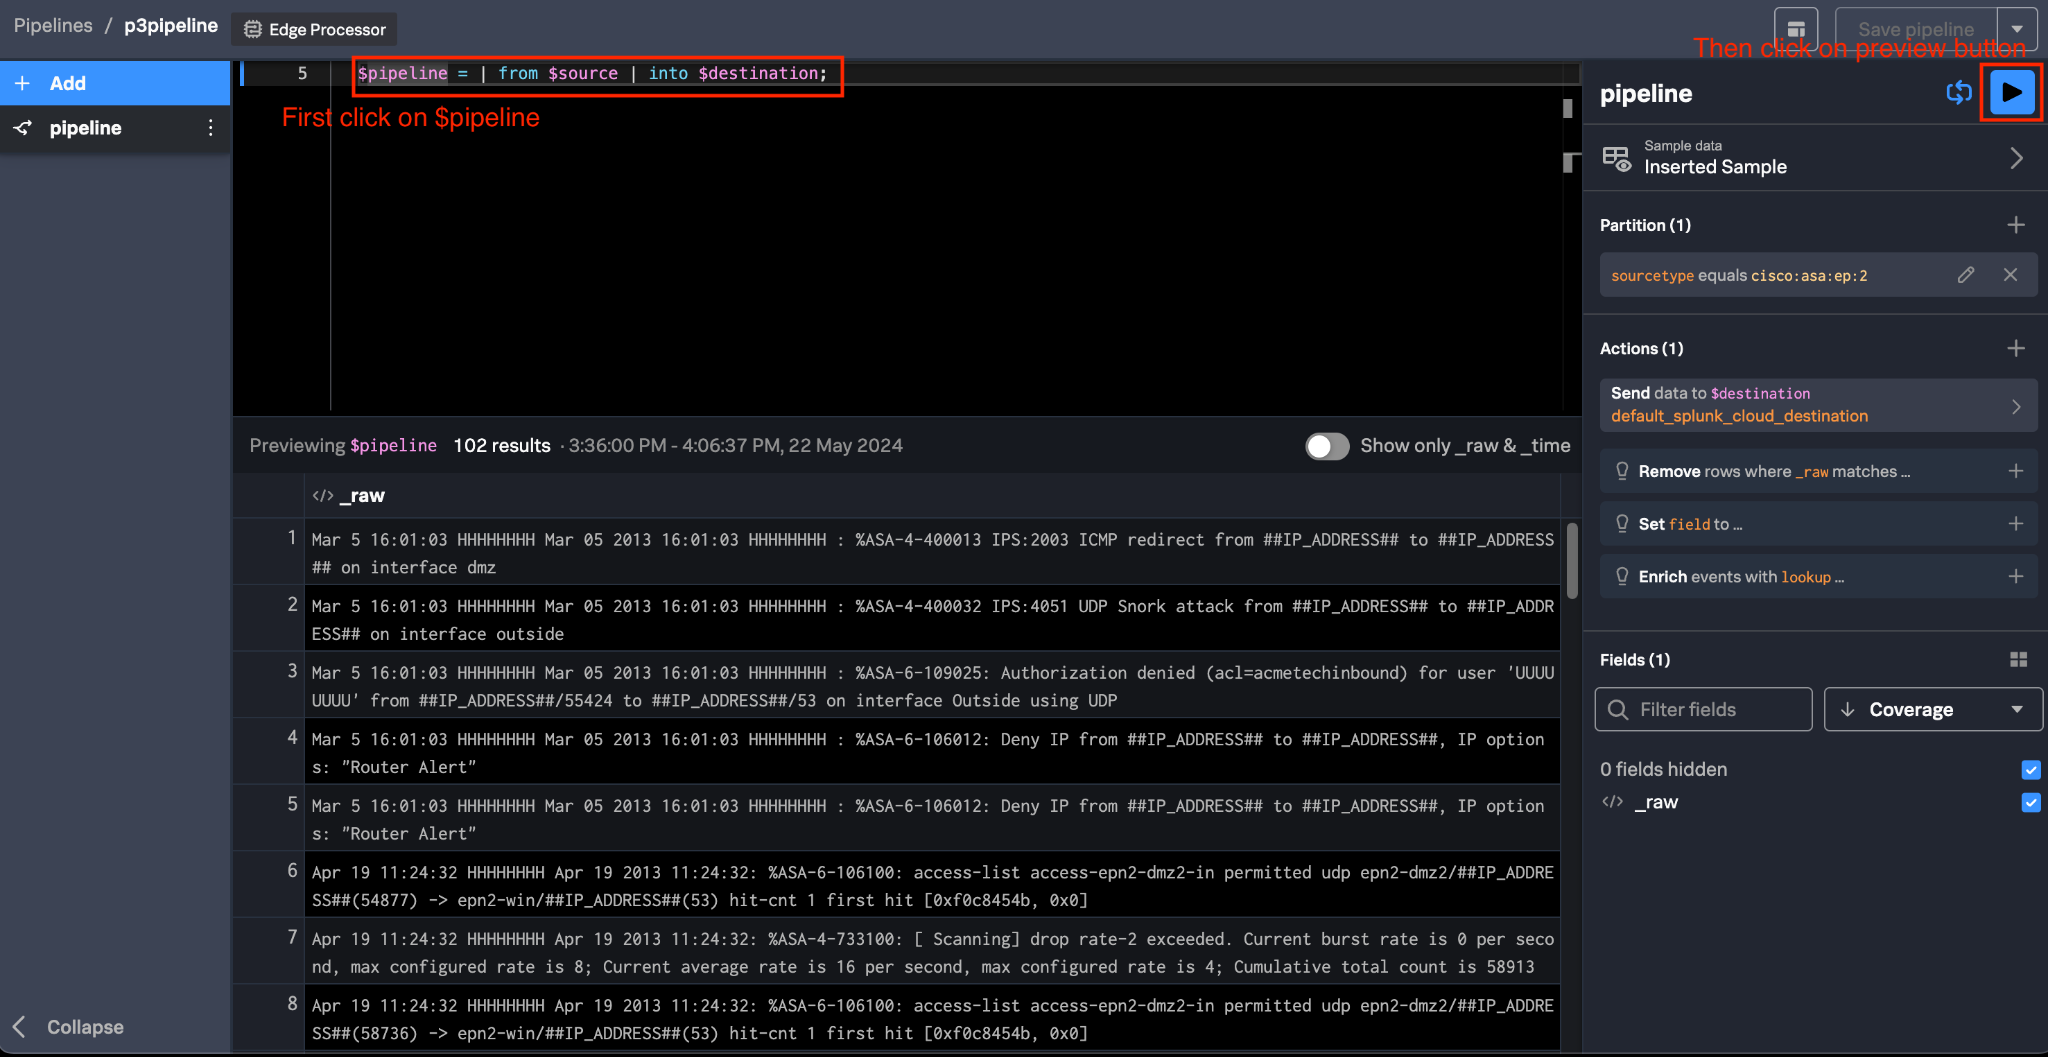 Pipelines / p3pipeline Edge Processor
Save pipeline
Then click on preview button
+ Add
pipeline
5 $pipeline = | from $source | into $destination;
First click on $pipeline
Previewing $pipeline 102 results · 3:36:00 PM - 4:06:37 PM, 22 May 2024
Show only _raw & _time
</> _raw
1 Mar 5 16:01:03 HHHHHHHH Mar 05 2013 16:01:03 HHHHHHHH : %ASA-4-400013 IPS:2003 ICMP redirect from ##IP_ADDRESS## to ##IP_ADDRESS
## on interface dmz
2 Mar 5 16:01:03 HHHHHHHH Mar 05 2013 16:01:03 HHHHHHHH : %ASA-4-400032 IPS:4051 UDP Snork attack from ##IP_ADDRESS## to ##IP_ADDR
ESS## on interface outside
3 Mar 5 16:01:03 HHHHHHHH Mar 05 2013 16:01:03 HHHHHHHH : %ASA-6-109025: Authorization denied (acl=acmetechinbound) for user 'UUUU
UUUU' from ##IP_ADDRESS##/55424 to ##IP_ADDRESS##/53 on interface Outside using UDP
4 Mar 5 16:01:03 HHHHHHHH Mar 05 2013 16:01:03 HHHHHHHH : %ASA-6-106012: Deny IP from ##IP_ADDRESS## to ##IP_ADDRESS##, IP option
s: "Router Alert"
5 Mar 5 16:01:03 HHHHHHHH Mar 05 2013 16:01:03 HHHHHHHH : %ASA-6-106012: Deny IP from ##IP_ADDRESS## to ##IP_ADDRESS##, IP option
s: "Router Alert"
6 Apr 19 11:24:32 HHHHHHHH Apr 19 2013 11:24:32: %ASA-6-106100: access-list access-epn2-dmz2-in permitted udp epn2-dmz2/##IP_ADDRE
SS##(54877) -> epn2-win/##IP_ADDRESS##(53) hit-cnt 1 first hit [0xf0c8454b, 0x0]
7 Apr 19 11:24:32 HHHHHHHH Apr 19 2013 11:24:32: %ASA-4-733100: [ Scanning] drop rate-2 exceeded. Current burst rate is 0 per seco
nd, max configured rate is 8; Current average rate is 16 per second, max configured rate is 4; Cumulative total count is 58913
8 Apr 19 11:24:32 HHHHHHHH Apr 19 2013 11:24:32: %ASA-6-106100: access-list access-epn2-dmz2-in permitted udp epn2-dmz2/##IP_ADDRE
SS##(58736) -> epn2-win/##IP_ADDRESS##(53) hit-cnt 1 first hit [0xf0c8454b, 0x0]
Collapse
pipeline
Sample data
Inserted Sample
Partition (1)
sourcetype equals cisco:asa:ep:2
Actions (1)
Send data to $destination
default_splunk_cloud_destination
Remove rows where _raw matches ...
Set field to ...
Enrich events with lookup ...
Fields (1)
Filter fields
Coverage
0 fields hidden
</> _raw